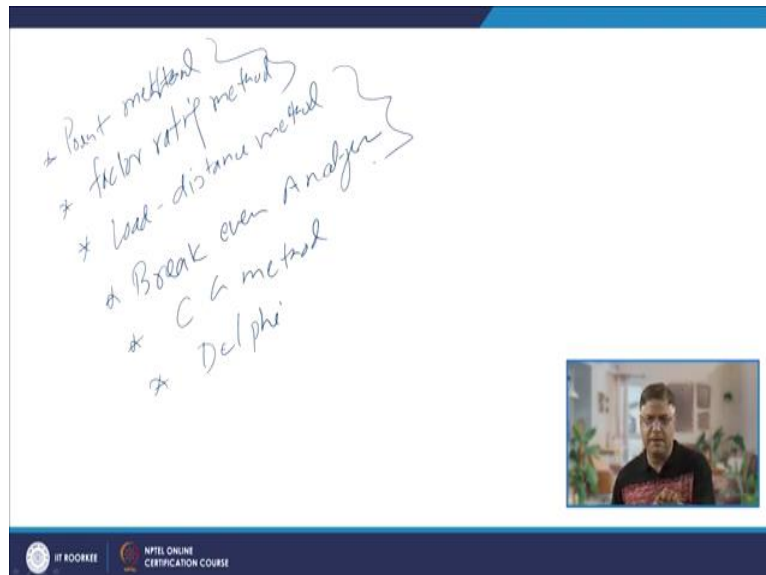 * Point method
* factor rating method
* Load-distance method
* Break even Analysis
* C G method
* Delphi
IIT ROORKEE
NPTEL ONLINE
CERTIFICATION COURSE